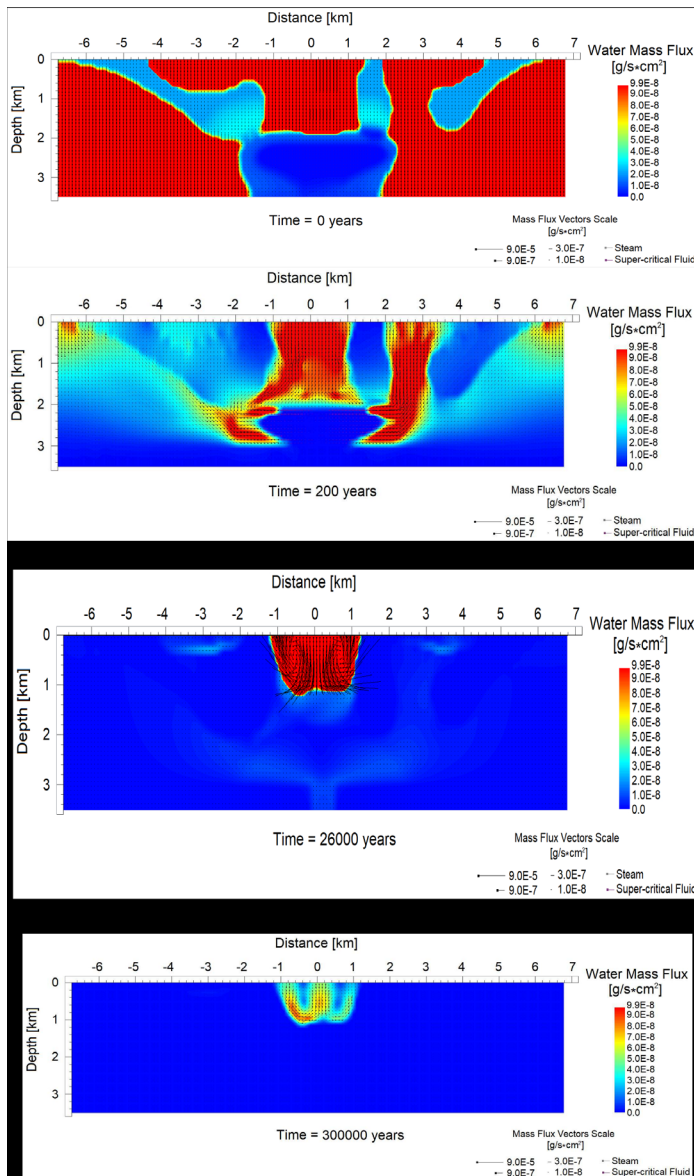 Distance [km]
-6 -5 -4 -3 -2 -1 0 1 2 3 4 5 6 7
Water Mass Flux
[g/s*cm²]
Depth [km]
0
1
2
3
9.9E-8
9.0E-8
8.0E-8
7.0E-8
6.0E-8
5.0E-8
4.0E-8
3.0E-8
2.0E-8
1.0E-8
0.0
Time = 0 years
Mass Flux Vectors Scale
[g/s*cm²]
9.0E-5 3.0E-7 Steam
9.0E-7 1.0E-8 Super-critical Fluid
Distance [km]
-6 -5 -4 -3 -2 -1 0 1 2 3 4 5 6 7
Water Mass Flux
[g/s*cm²]
Depth [km]
0
1
2
3
9.9E-8
9.0E-8
8.0E-8
7.0E-8
6.0E-8
5.0E-8
4.0E-8
3.0E-8
2.0E-8
1.0E-8
0.0
Time = 200 years
Mass Flux Vectors Scale
[g/s*cm²]
9.0E-5 3.0E-7 Steam
9.0E-7 1.0E-8 Super-critical Fluid
Distance [km]
-6 -5 -4 -3 -2 -1 0 1 2 3 4 5 6 7
Water Mass Flux
[g/s*cm²]
Depth [km]
0
1
2
3
9.9E-8
9.0E-8
8.0E-8
7.0E-8
6.0E-8
5.0E-8
4.0E-8
3.0E-8
2.0E-8
1.0E-8
0.0
Time = 26000 years
Mass Flux Vectors Scale
[g/s*cm²]
9.0E-5 3.0E-7 Steam
9.0E-7 1.0E-8 Super-critical Fluid
Distance [km]
-6 -5 -4 -3 -2 -1 0 1 2 3 4 5 6 7
Water Mass Flux
[g/s*cm²]
Depth [km]
0
1
2
3
9.9E-8
9.0E-8
8.0E-8
7.0E-8
6.0E-8
5.0E-8
4.0E-8
3.0E-8
2.0E-8
1.0E-8
0.0
Time = 300000 years
Mass Flux Vectors Scale
[g/s*cm²]
9.0E-5 3.0E-7 Steam
9.0E-7 1.0E-8 Super-critical Fluid